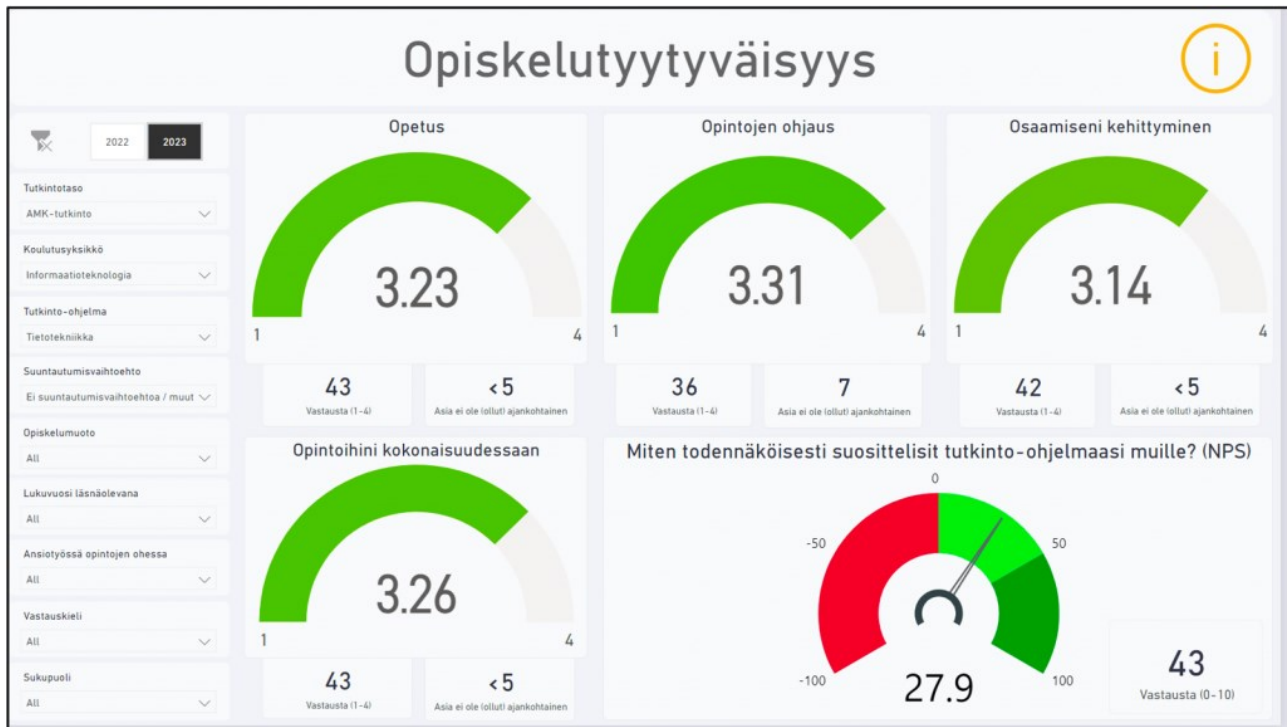 Opiskelutyytyväisyys
i
2022
2023
Tutkintotaso
AMK-tutkinto
Koulutusyksikkö
Informaatioteknologia
Tutkinto-ohjelma
Tietotekniikka
Suuntautumisvaihtoehto
Ei suuntautumisvaihtoehtoa / muut
Opiskelumuoto
All
Lukuvuosi läsnäolevana
All
Ansiotyössä opintojen ohessa
All
Vastauskieli
All
Sukupuoli
All
Opetus
3.23
1
4
43
Vastausta (1-4)
<5
Asia ei ole (ollut) ajankohtainen
Opintojen ohjaus
3.31
1
4
36
Vastausta (1-4)
7
Asia ei ole (ollut) ajankohtainen
Osaamiseni kehittyminen
3.14
1
4
42
Vastausta (1-4)
<5
Asia ei ole (ollut) ajankohtainen
Opintoihini kokonaisuudessaan
3.26
1
4
43
Vastausta (1-4)
<5
Asia ei ole (ollut) ajankohtainen
Miten todennäköisesti suosittelisit tutkinto-ohjelmaasi muille? (NPS)
0
-50
50
-100
100
27.9
43
Vastausta (0-10)